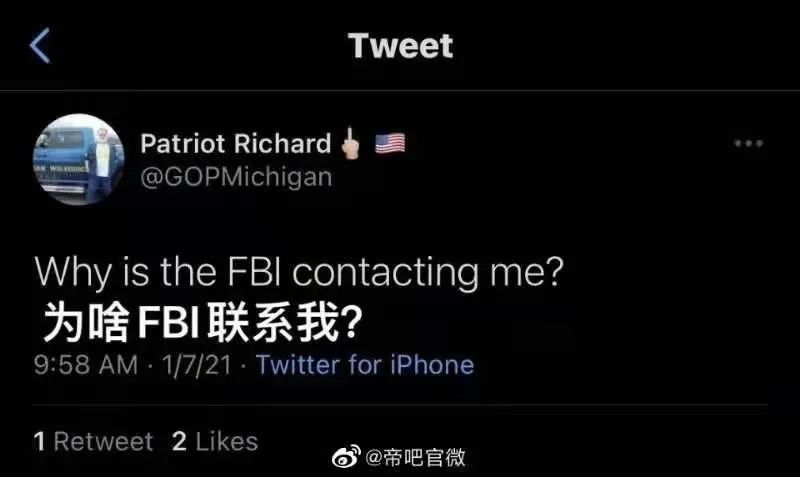 Tweet
Patriot Richard🖕🏻 🇺🇸
@GOPMichigan
Why is the FBI contacting me?
为啥FBI联系我?
9:58 AM · 1/7/21 · Twitter for iPhone
1 Retweet 2 Likes
@帝吧官微